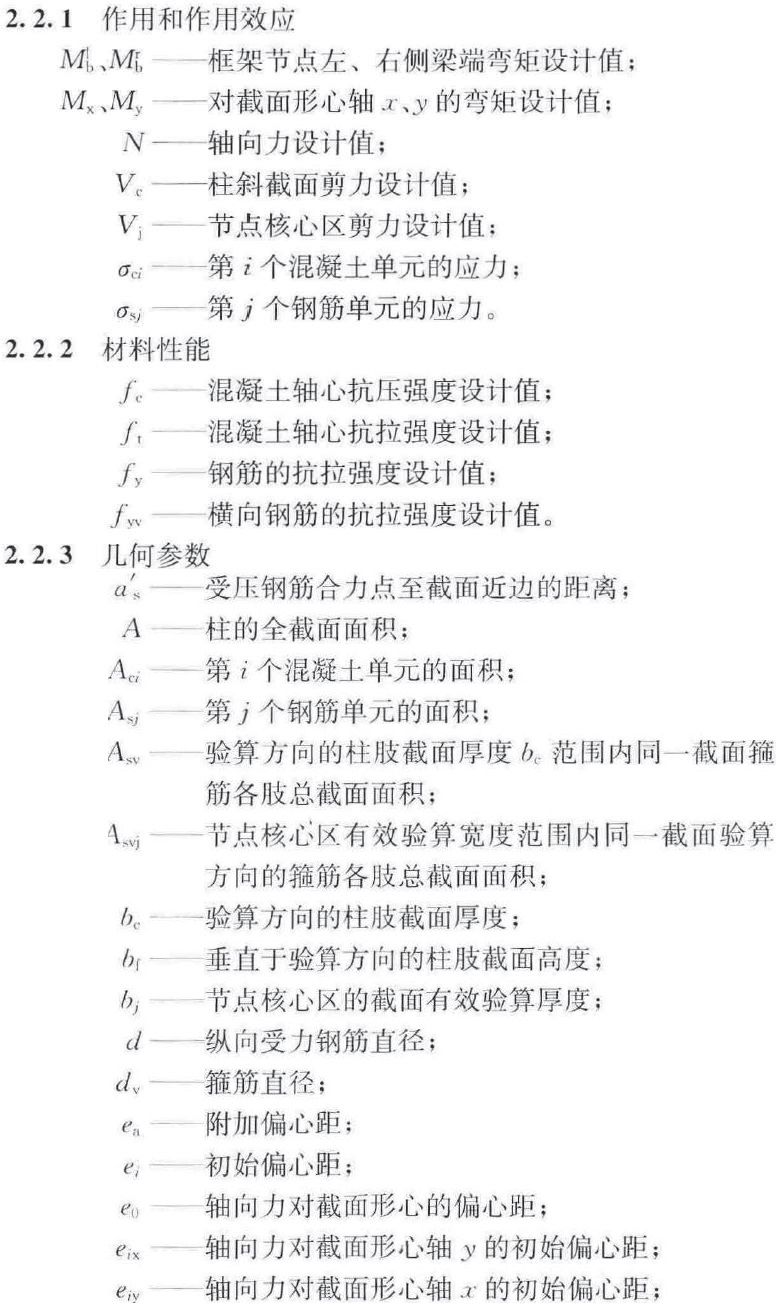 2.2.1 作用和作用效应
M_b^l、M_b^r ——框架节点左、右侧梁端弯矩设计值；
M_x、M_y ——对截面形心轴 x、y 的弯矩设计值；
N ——轴向力设计值；
V_c ——柱斜截面剪力设计值；
V_j ——节点核心区剪力设计值；
σ_ci ——第 i 个混凝土单元的应力；
σ_sj ——第 j 个钢筋单元的应力。
2.2.2 材料性能
f_c ——混凝土轴心抗压强度设计值；
f_t ——混凝土轴心抗拉强度设计值；
f_y ——钢筋的抗拉强度设计值；
f_yv ——横向钢筋的抗拉强度设计值。
2.2.3 几何参数
a′_s ——受压钢筋合力点至截面近边的距离；
A ——柱的全截面面积；
A_ci ——第 i 个混凝土单元的面积；
A_sj ——第 j 个钢筋单元的面积；
A_sv ——验算方向的柱肢截面厚度 b_c 范围内同一截面箍
筋各肢总截面面积；
A_svj ——节点核心区有效验算宽度范围内同一截面验算
方向的箍筋各肢总截面面积；
b_c ——验算方向的柱肢截面厚度；
b_f ——垂直于验算方向的柱肢截面高度；
b_j ——节点核心区的截面有效验算厚度；
d ——纵向受力钢筋直径；
d_v ——箍筋直径；
e_a ——附加偏心距；
e_i ——初始偏心距；
e_0 ——轴向力对截面形心的偏心距；
e_ix ——轴向力对截面形心轴 y 的初始偏心距；
e_iy ——轴向力对截面形心轴 x 的初始偏心距；